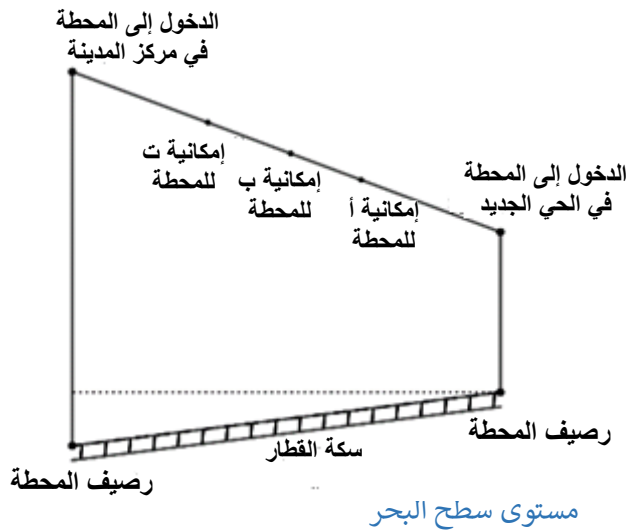 الدخول إلى المحطة
في مركز المدينة
إمكانية ت
للمحطة
إمكانية ب
للمحطة
إمكانية أ
للمحطة
الدخول إلى المحطة
في الحي الجديد
رصيف المحطة
سكة القطار
رصيف المحطة
مستوى سطح البحر